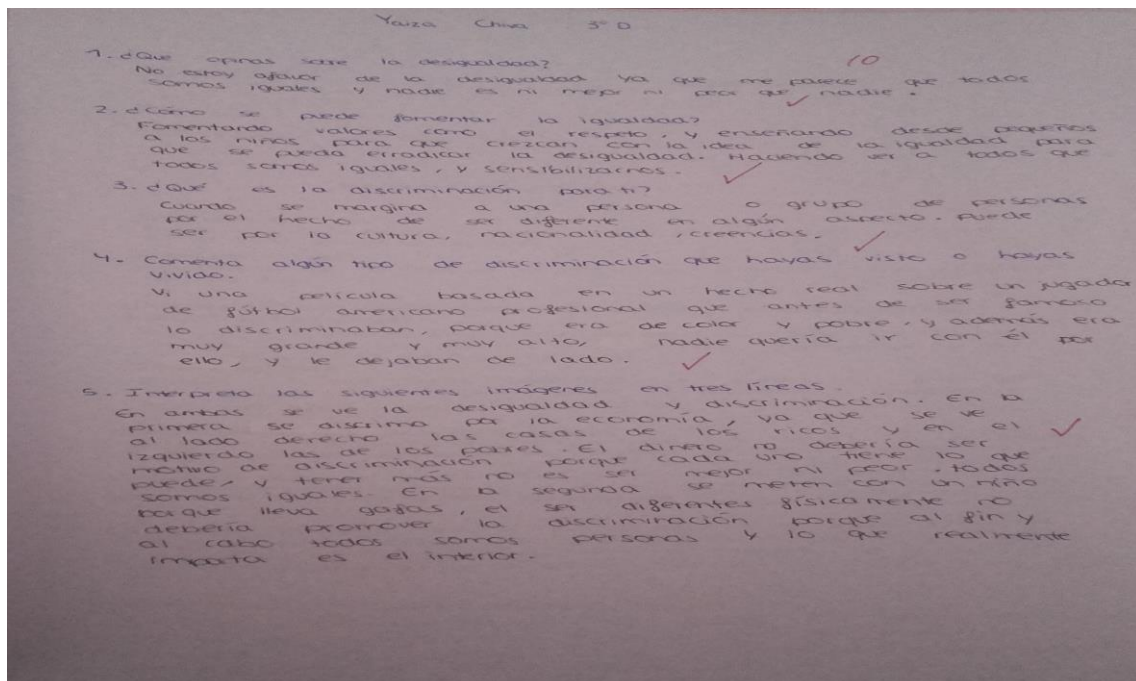 Yaiza Chiva 3º D
10
1. ¿Que opinas sobre la desigualdad?
No estoy afavor de la desigualdad ya que me parece que todos
somos iguales y nadie es ni mejor ni peor que nadie.
2. ¿Cómo se puede fomentar la igualdad?
Fomentando valores como el respeto, y enseñando desde pequeños
a los niños para que crezcan con la idea de la igualdad para
que se pueda erradicar la desigualdad. Haciendo ver a todos que
todos somos iguales, y sensibilizarnos.
3. ¿Qué es la discriminación para ti?
Cuando se margina a una persona o grupo de personas
por el hecho de ser diferente en algún aspecto. Puede
ser por la cultura, nacionalidad, creencias.
4. Comenta algún tipo de discriminación que hayas visto o hayas
vivido.
Vi una película basada en un hecho real sobre un jugador
de fútbol americano profesional que antes de ser famoso
lo discriminaban, porque era de color y pobre, y además era
muy grande y muy alto, nadie quería ir con él por
ello, y le dejaban de lado.
5. Interpreta las siguientes imágenes en tres líneas.
En ambas se ve la desigualdad y discriminación. En la
primera se discrima por la economía, ya que se ve
al lado derecho las casas de los ricos y en el
izquierdo las de los pobres. El dinero no debería ser
motivo de discriminación porque cada uno tiene lo que
puede, y tener más no es ser mejor ni peor, todos
somos iguales. En la segunda se meten con un niño
porque lleva gafas, el ser diferentes físicamente no
debería promover la discriminación porque al fin y
al cabo todos somos personas y lo que realmente
importa es el interior.